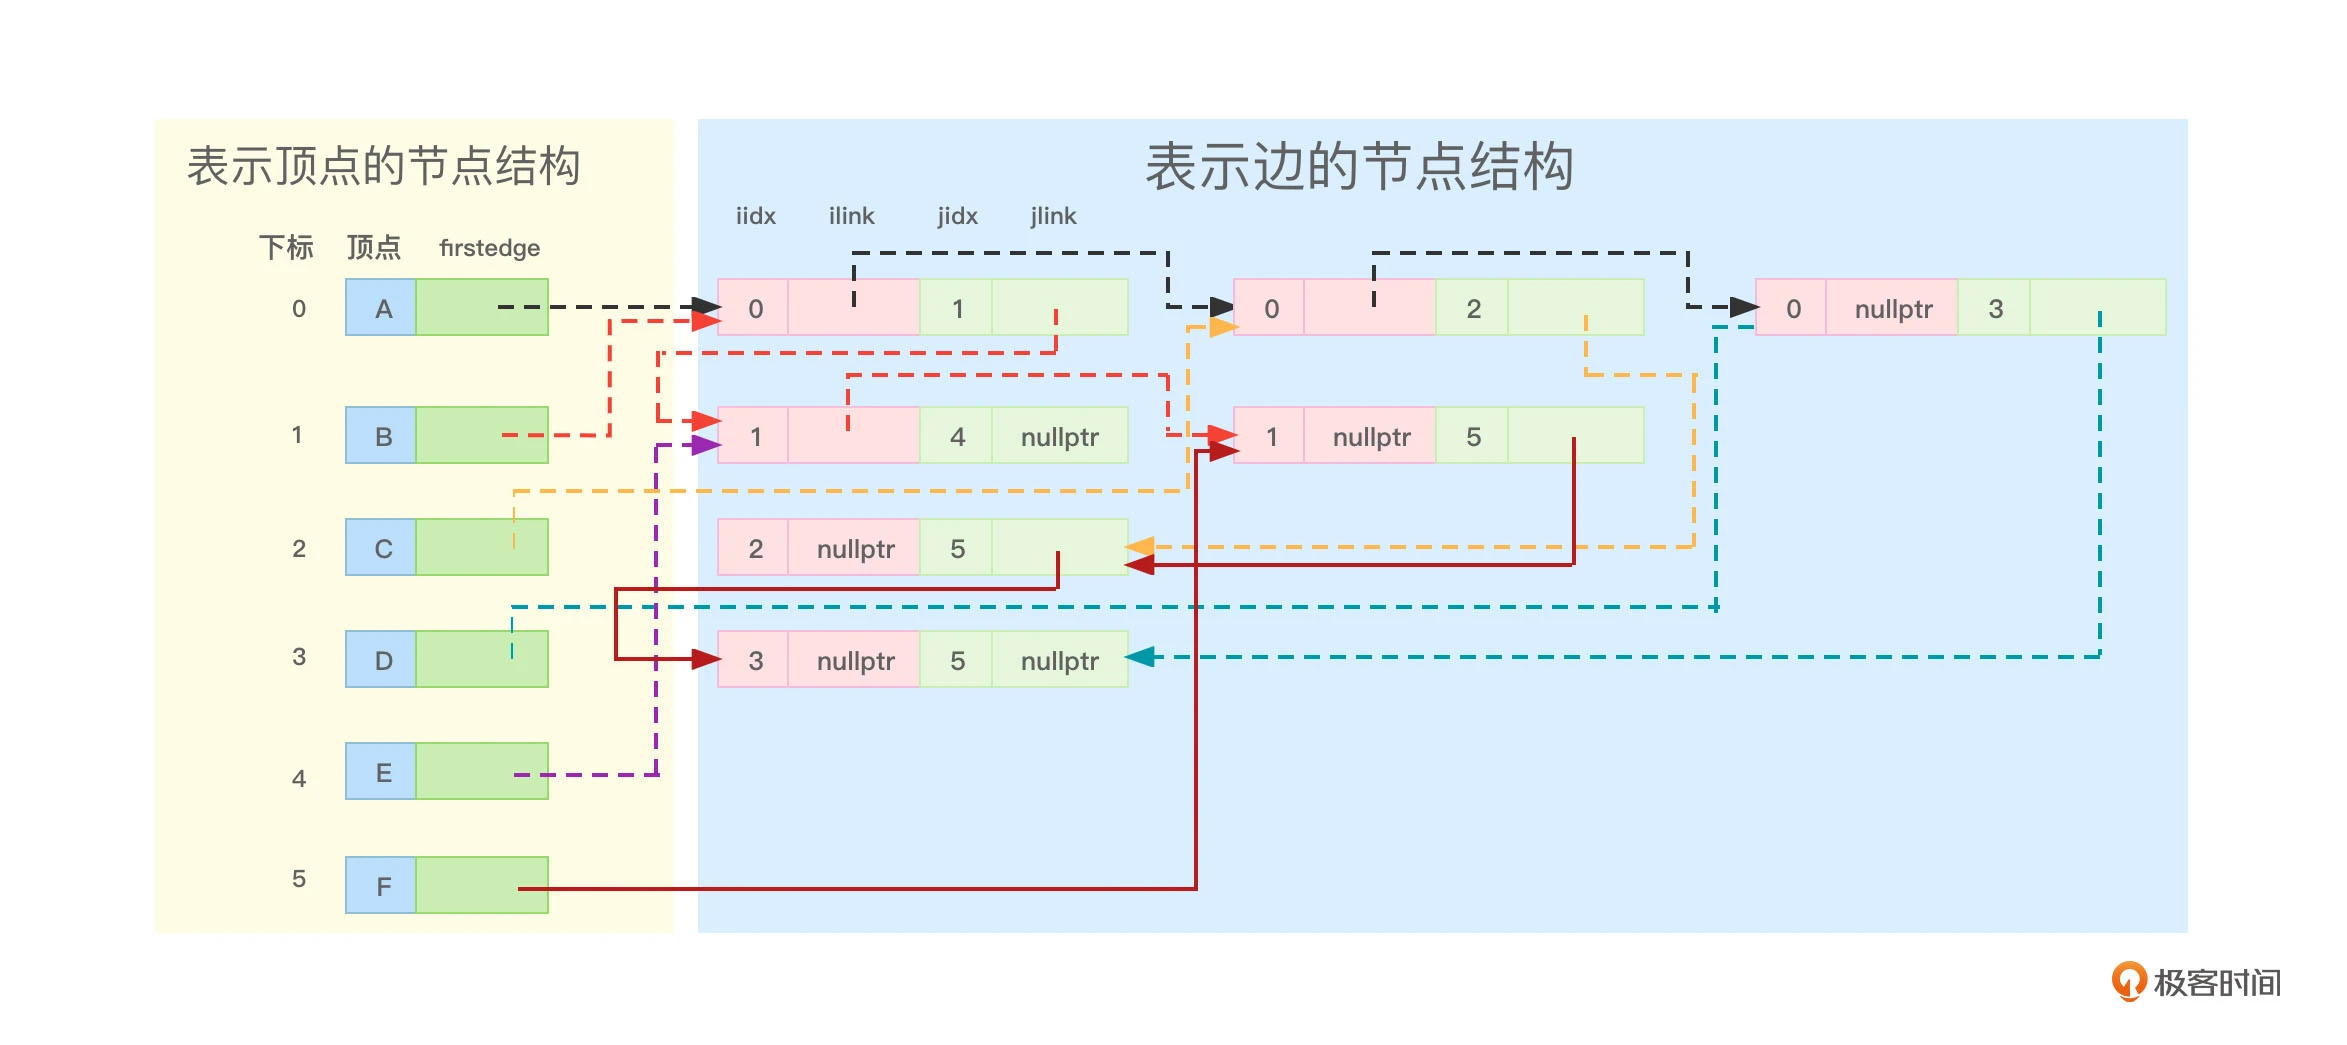 表示顶点的节点结构
表示边的节点结构
iidx ilink jidx jlink
下标 顶点 firstedge
0 A 0 1 0 2 0 nullptr 3
1 B 1 4 nullptr 1 nullptr 5
2 C 2 nullptr 5
3 D 3 nullptr 5 nullptr
4 E
5 F
极客时间